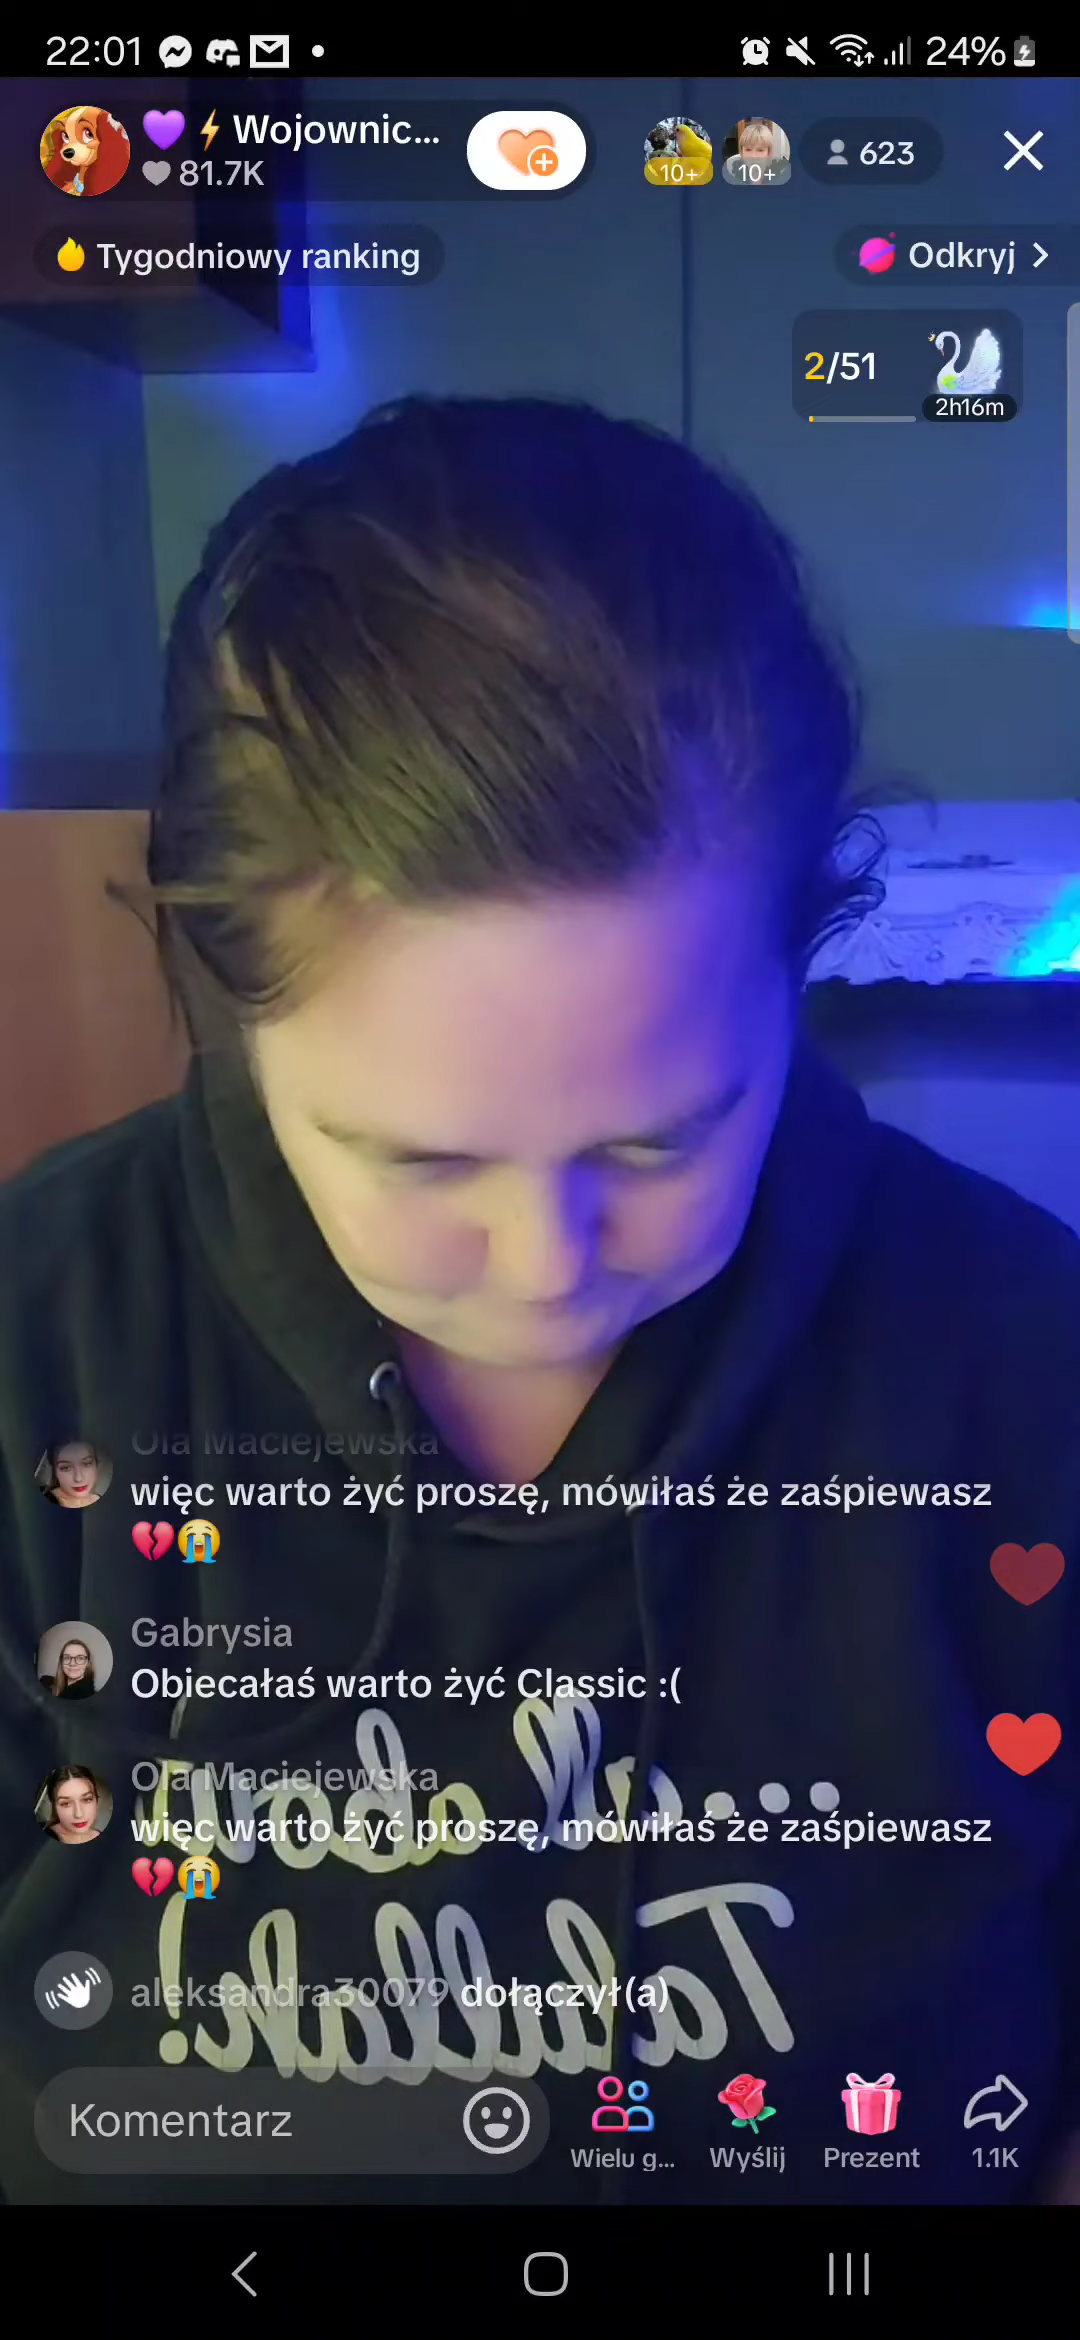 22:01
24%
Wojownic...
81.7K
10+
10+
623
Tygodniowy ranking
Odkryj
2/51
2h16m
Ola Maciejewska
więc warto żyć proszę, mówiłaś że zaśpiewasz
💔😭
Gabrysia
Obiecałaś warto żyć Classic :(
Ola Maciejewska
więc warto żyć proszę, mówiłaś że zaśpiewasz
💔😭
aleksandra30079 dołączył(a)
Komentarz
Wielu g...
Wyślij
Prezent
1.1K